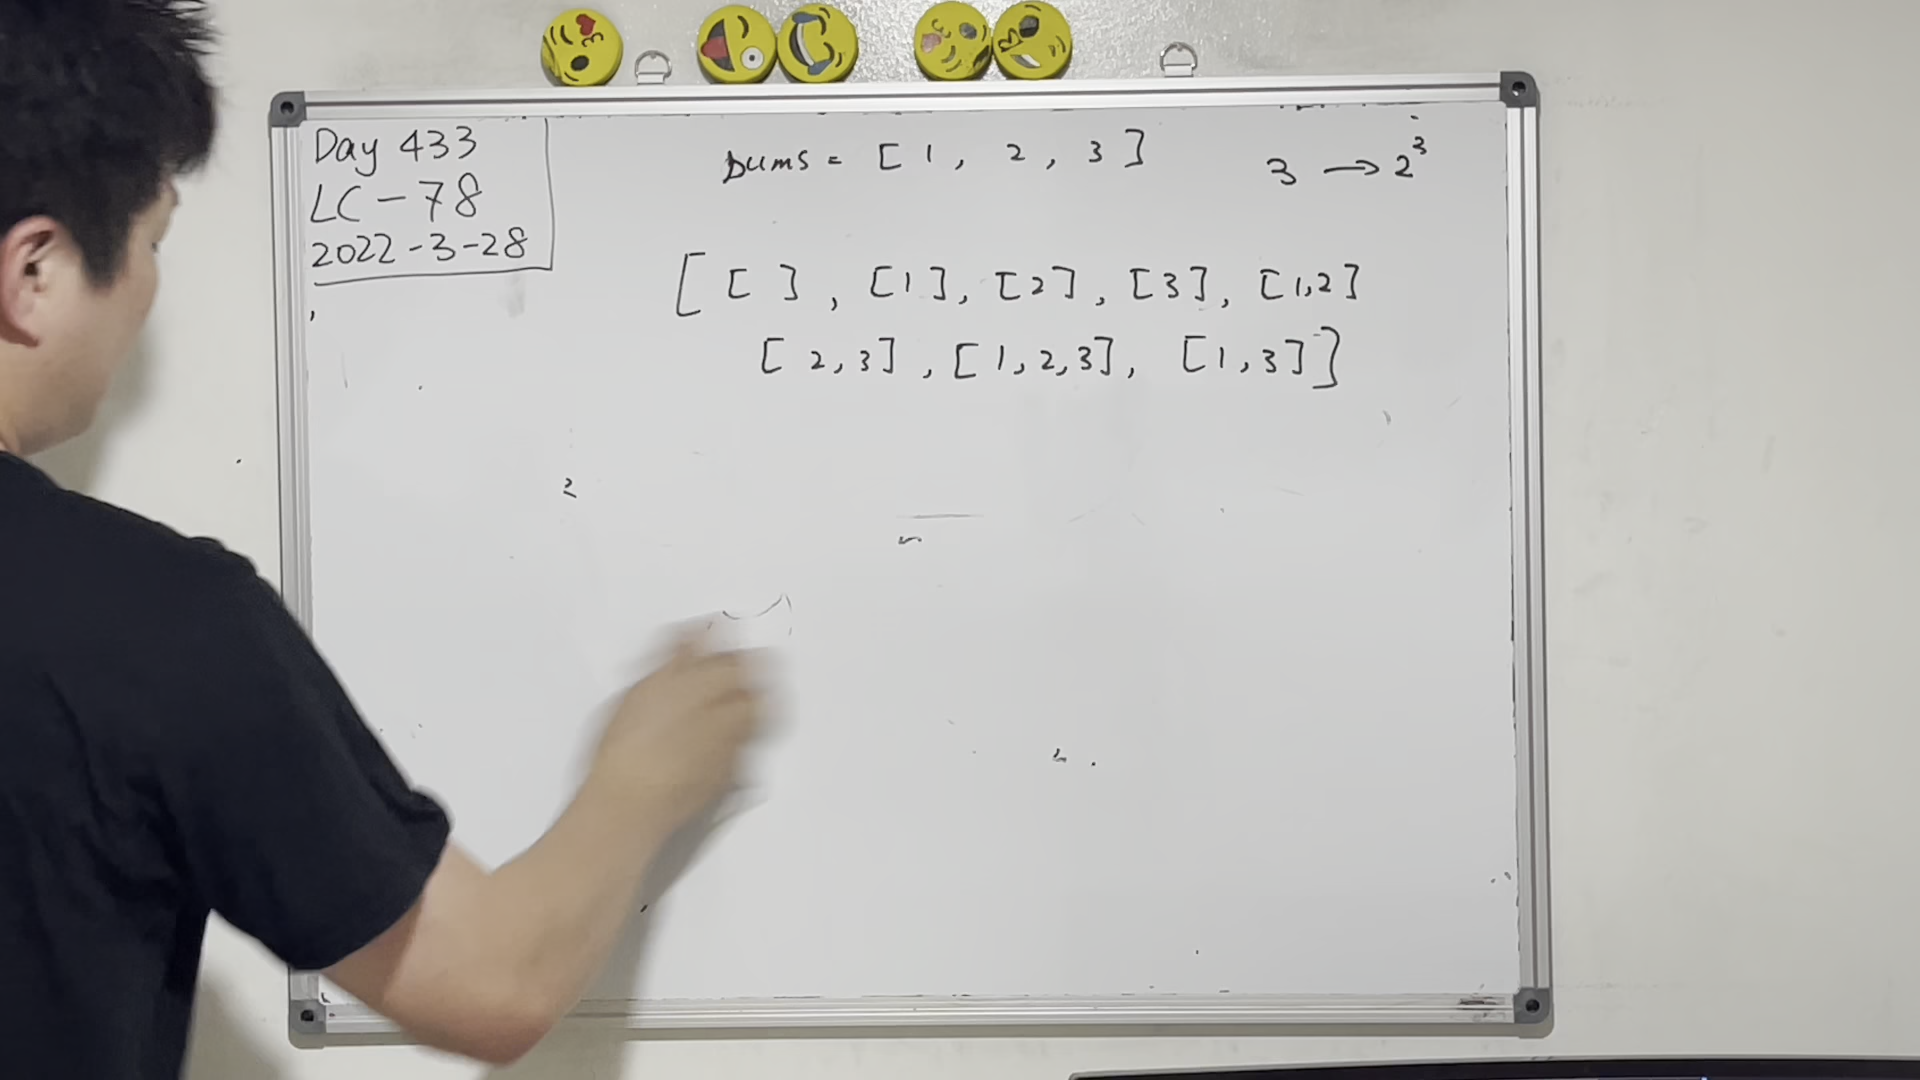 Day 433
LC-78
2022-3-28
nums = [1, 2, 3]
3 → 2³
[[ ], [1], [2], [3], [1,2]
[2,3], [1,2,3], [1,3]]